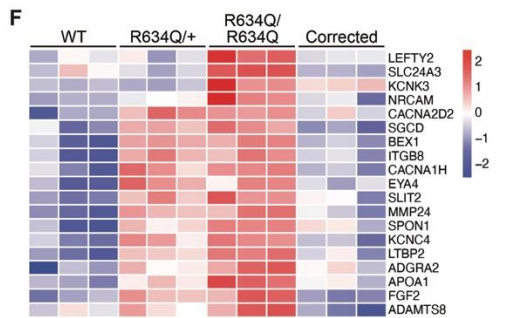 F
WT R634Q/+ R634Q/ R634Q Corrected
LEFTY2
SLC24A3
KCNK3
NRCAM
CACNA2D2
SGCD
BEX1
ITGB8
CACNA1H
EYA4
SLIT2
MMP24
SPON1
KCNC4
LTBP2
ADGRA2
APOA1
FGF2
ADAMTS8
2
1
0
−1
−2